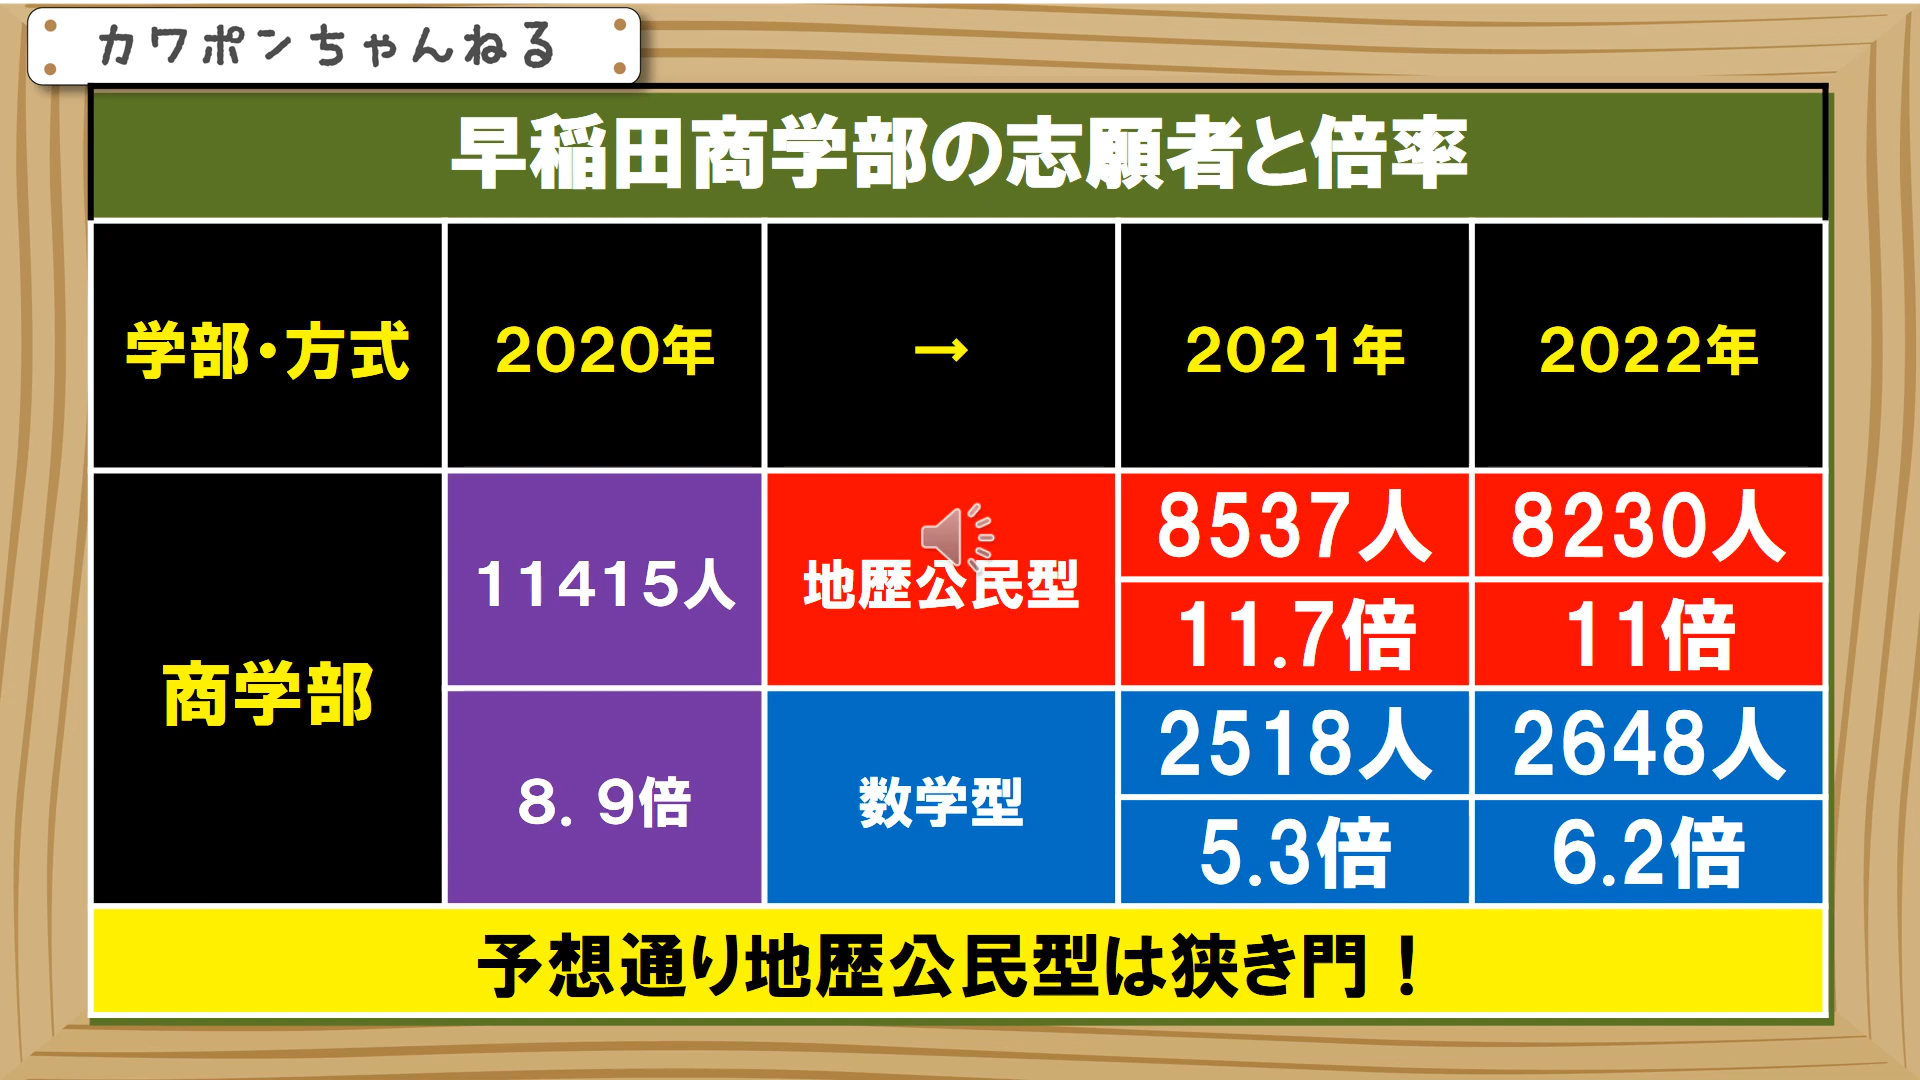 カワポンちゃんねる
早稲田商学部の志願者と倍率
学部・方式
2020年
→
2021年
2022年
商学部
11415人
地歴公民型
8537人
8230人
11.7倍
11倍
8. 9倍
数学型
2518人
2648人
5.3倍
6.2倍
予想通り地歴公民型は狭き門！